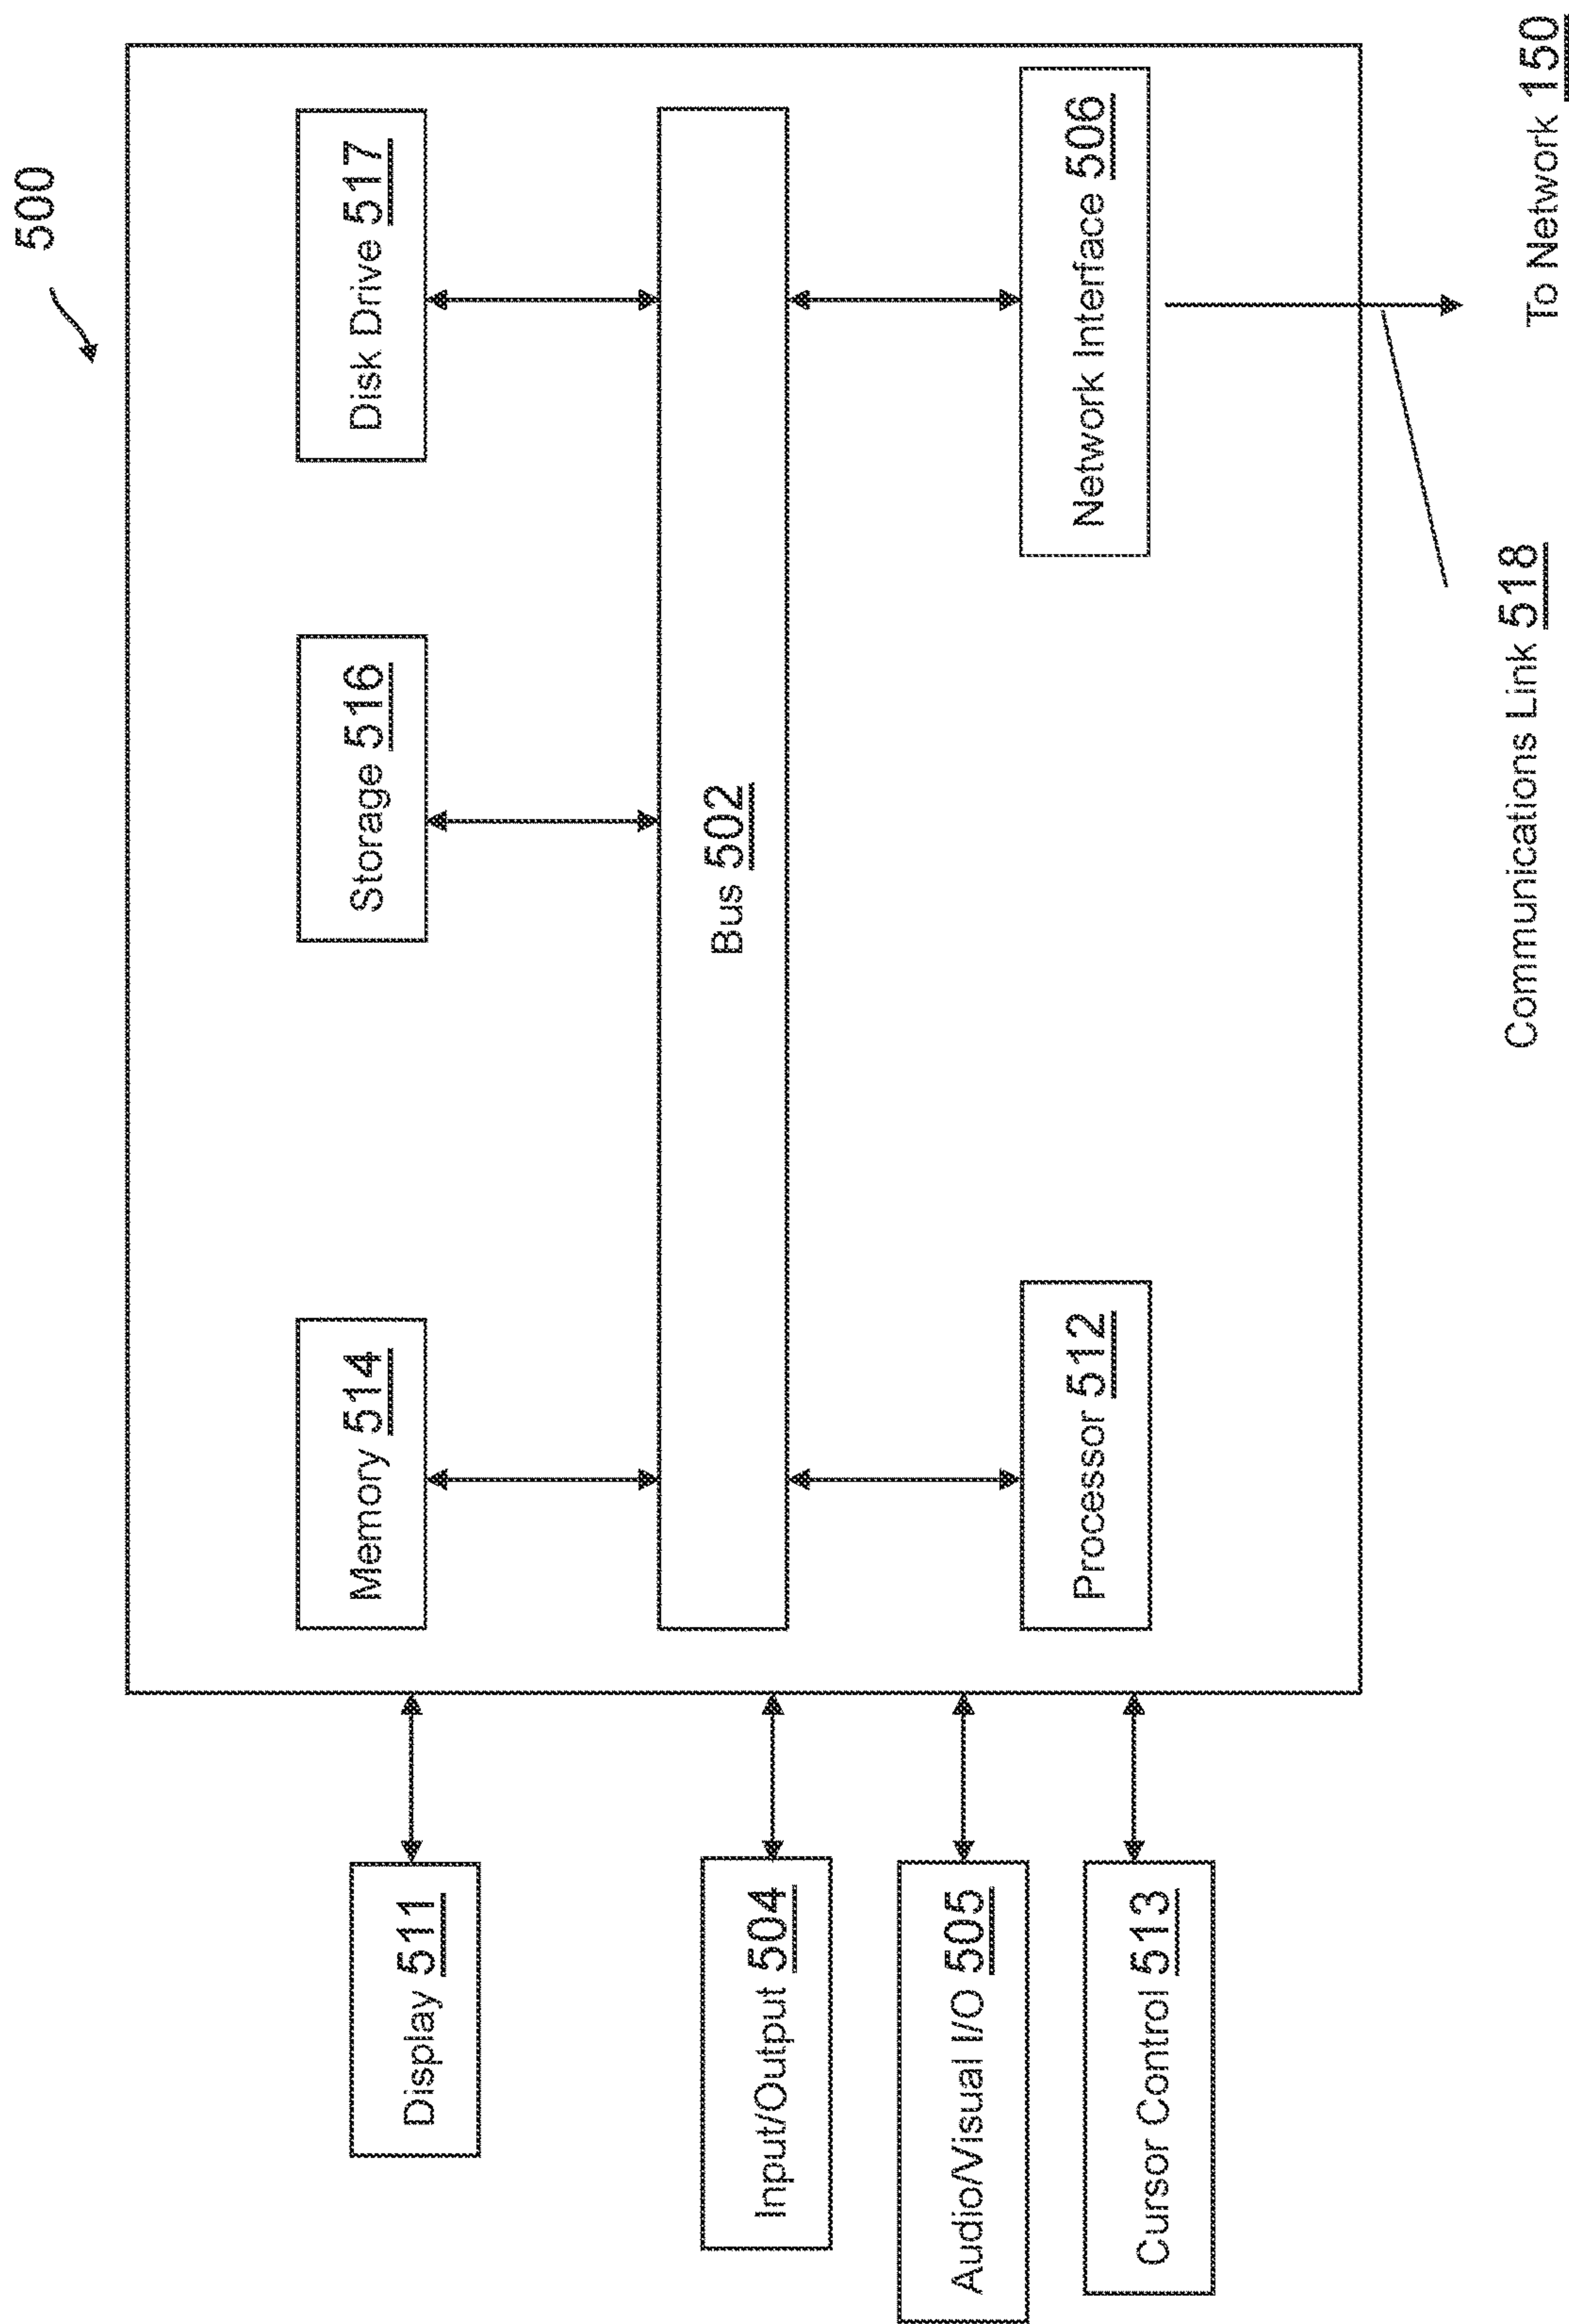 500
Display 511
Memory 514
Storage 516
Disk Drive 517
Bus 502
Input/Output 504
Audio/Visual I/O 505
Cursor Control 513
Processor 512
Network Interface 506
Communications Link 518
To Network 150